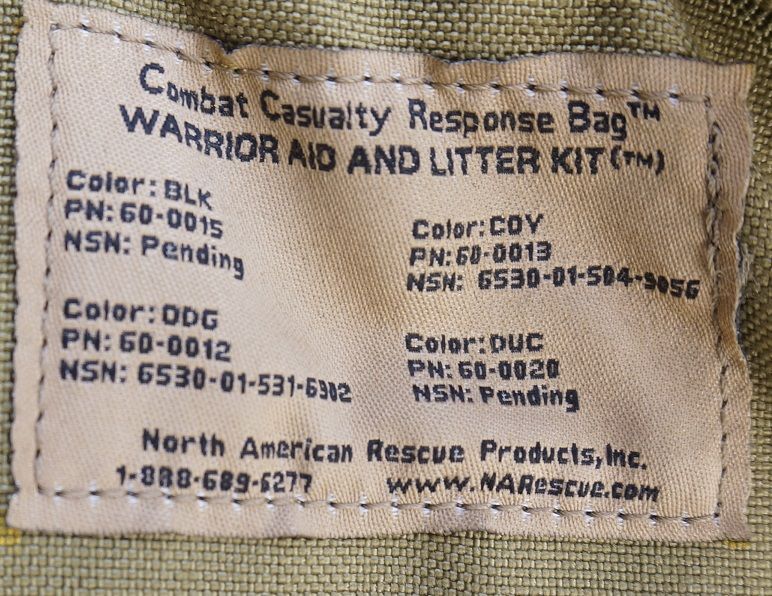 Combat Casualty Response Bag™
WARRIOR AID AND LITTER KIT(TM)
Color: BLK
PN: 60-0015
NSN: Pending
Color: COY
PN: 60-0013
NSN: 6530-01-504-9056
Color: ODG
PN: 60-0012
NSN: 6530-01-531-6302
Color: DUC
PN: 60-0020
NSN: Pending
North American Rescue Products, Inc.
1-888-689-6277 www.NARescue.com